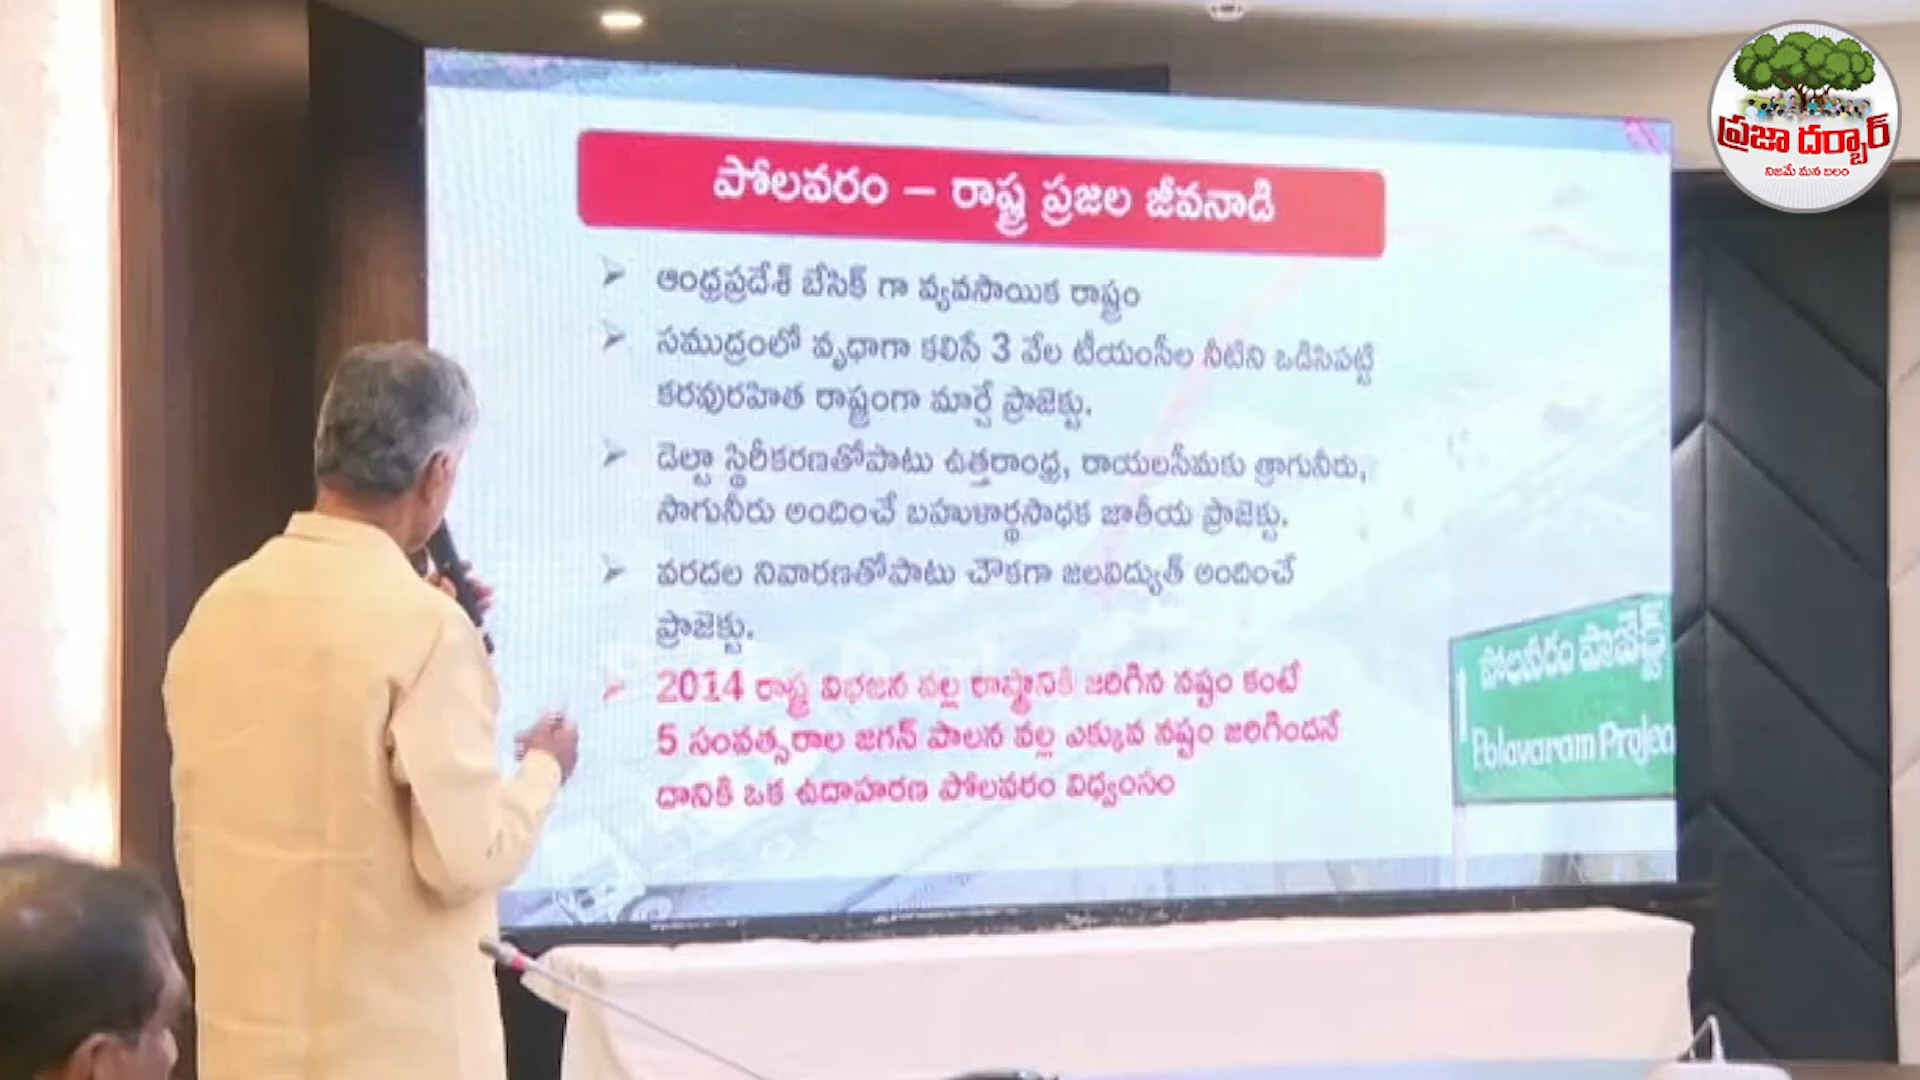 పోలవరం – రాష్ట్ర ప్రజల జీవనాడి
ఆంధ్రప్రదేశ్ బేసిక్ గా వ్యవసాయిక రాష్ట్రం
సముద్రంలో వృధాగా కలిసే 3 వేల టీయంసీల నీటిని ఒడిసిపట్టి
కరవురహిత రాష్ట్రంగా మార్చే ప్రాజెక్టు.
డెల్టా స్థిరీకరణతోపాటు ఉత్తరాంధ్ర, రాయలసీమకు త్రాగునీరు,
సాగునీరు అందించే బహుళార్థసాధక జాతీయ ప్రాజెక్టు.
వరదల నివారణతోపాటు చౌకగా జలవిద్యుత్ అందించే
ప్రాజెక్టు.
2014 రాష్ట్ర విభజన వల్ల రాష్ట్రానికి జరిగిన నష్టం కంటే
5 సంవత్సరాల జగన్ పాలన వల్ల ఎక్కువ నష్టం జరిగిందనే
దానికి ఒక ఉదాహరణ పోలవరం విధ్వంసం
పోలవరం ప్రాజెక్ట్
Polavaram Projec
ప్రజా దర్బార్
నిజమే మన బలం